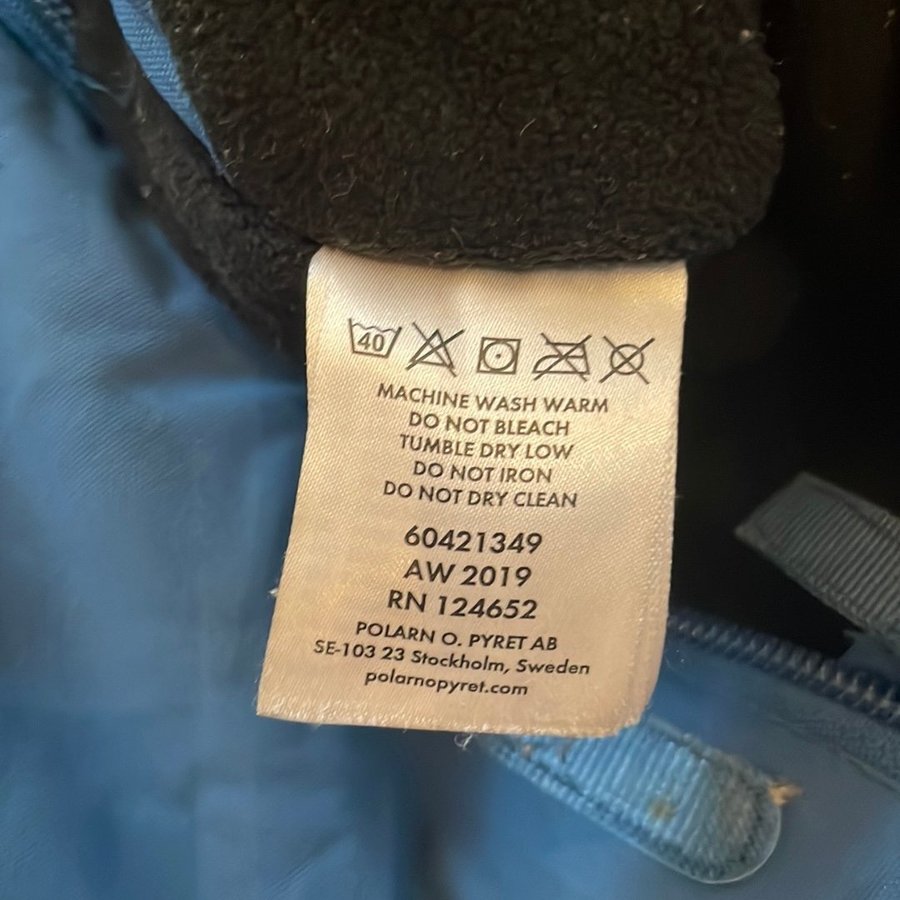 40
MACHINE WASH WARM
DO NOT BLEACH
TUMBLE DRY LOW
DO NOT IRON
DO NOT DRY CLEAN
60421349
AW 2019
RN 124652
POLARN O. PYRET AB
SE-103 23 Stockholm, Sweden
polarnopyret.com